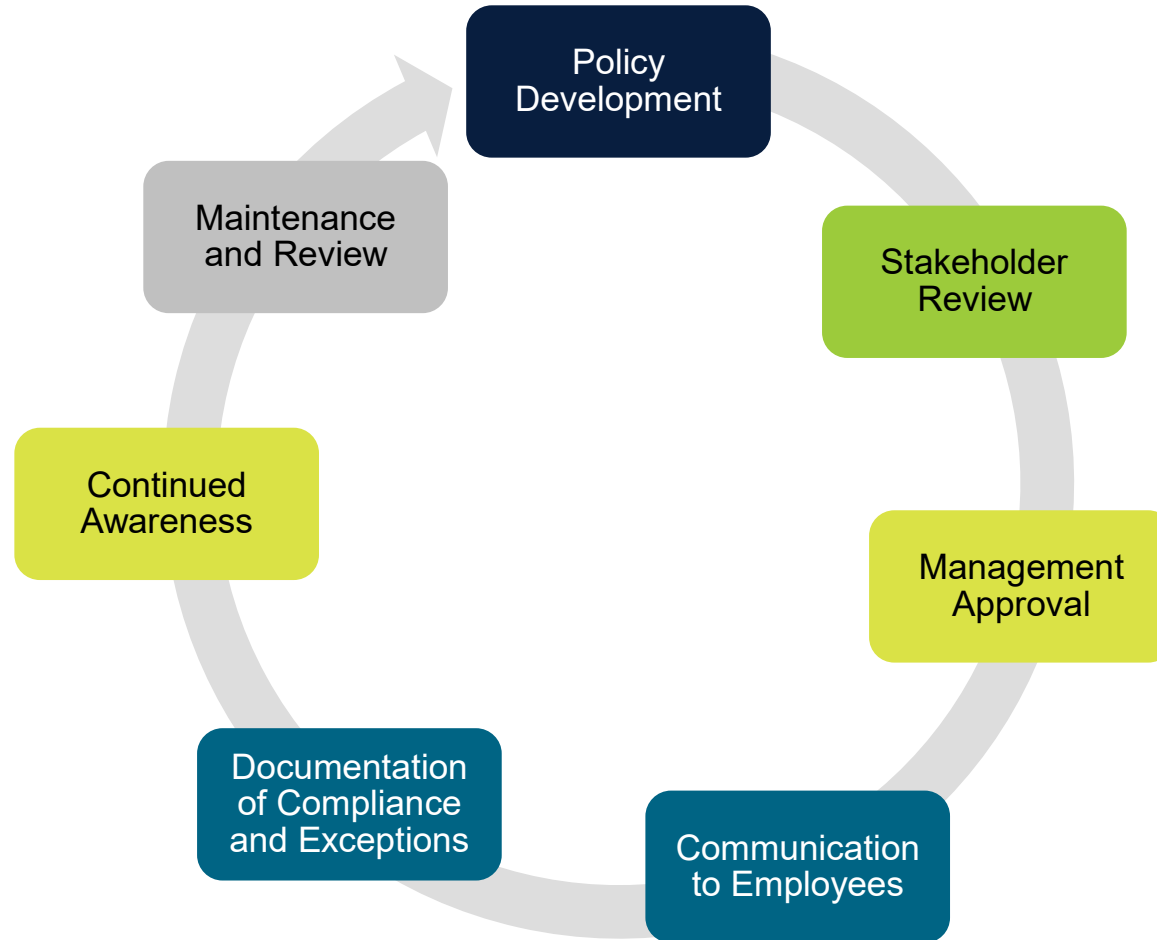 Policy
Development
Stakeholder
Review
Management
Approval
Communication
to Employees
Documentation
of Compliance
and Exceptions
Continued
Awareness
Maintenance
and Review